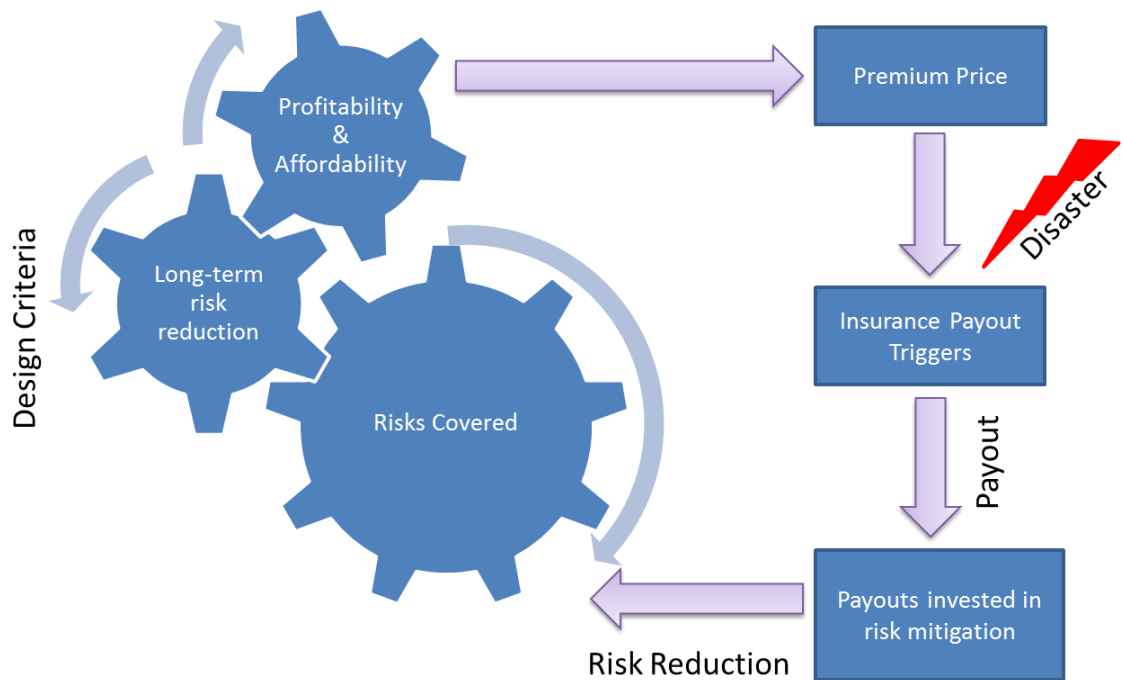 Profitability
&
Affordability
Long-term
risk
reduction
Risks Covered
Design Criteria
Premium Price
Disaster
Insurance Payout
Triggers
Payout
Payouts invested in
risk mitigation
Risk Reduction